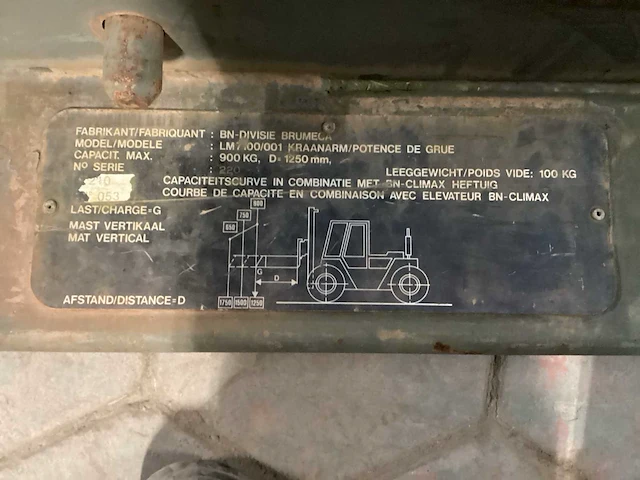 FABRIKANT/FABRIQUANT : BN-DIVISIE BRUMECA
MODEL/MODELE : LM7100/001 KRAANARM/POTENCE DE GRUE
CAPACIT. MAX. : 900 KG, D=1250 mm,
Nº SERIE : 220 LEEGGEWICHT/POIDS VIDE: 100 KG
CAPACITEITSCURVE IN COMBINATIE MET BN-CLIMAX HEFTUIG
COURBE DE CAPACITE EN COMBINAISON AVEC ELEVATEUR BN-CLIMAX
LAST/CHARGE=G
MAST VERTIKAAL
MAT VERTICAL
900
750
650
G
D
AFSTAND/DISTANCE=D
1750 1500 1250